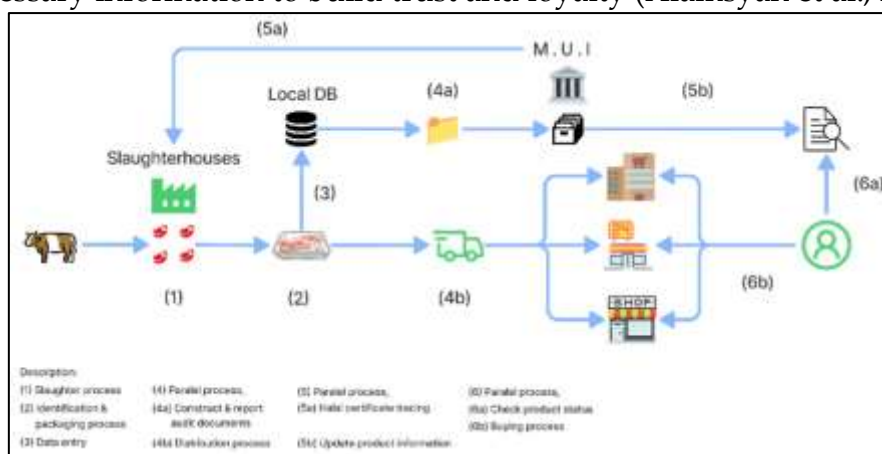 essary information to build trust and loyalty (Alamsyah et al.,
(5a)
M . U . I
Local DB
(4a)
(5b)
Slaughterhouses
(3)
(6a)
SHOP
(6b)
(1)
(2)
(4b)
Description:
(1) Slaughter process
(2) Identification &
packaging process
(3) Data entry
(4) Parallel process,
(4a) Construct & report
audit documents
(4b) Distribution process
(5) Parallel process,
(5a) Halal certificate
(5b) Update product information
(6) Parallel process,
(6a) Check product status
(6b) Buying process